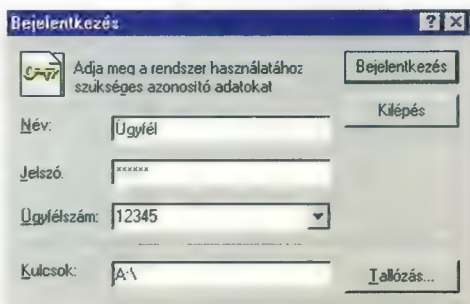 Bejelentkezés
Adja meg a rendszer használatához
szükséges azonosító adatokat
Bejelentkezés
Kilépés
Név: Ügyfél
Jelszó: ******
Ügyfélszám: 12345
Kulcsok: A:\
Tallózás...